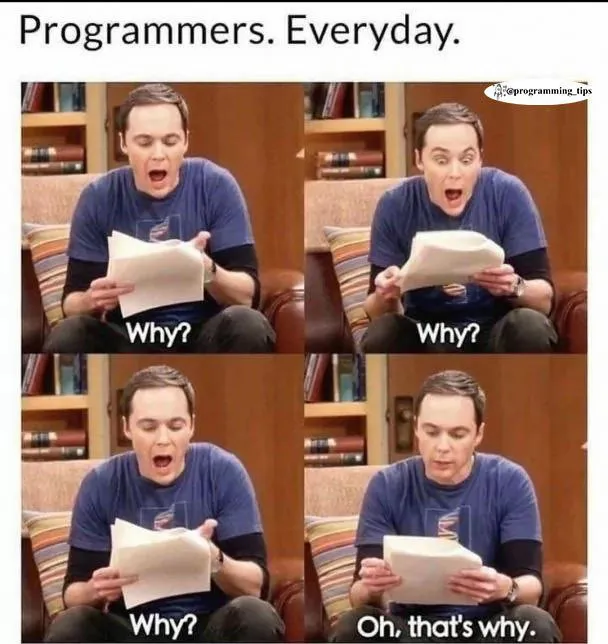 Programmers. Everyday.
@programming_tips
Why?
Why?
Why?
Oh, that's why.